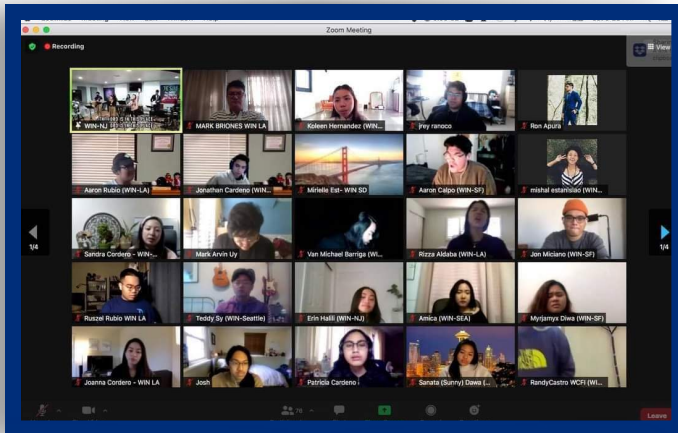 Zoom Meeting
Recording
View
WIN-NJ
MARK BRIONES WIN LA
Koleen Hernandez (WIN...
jrey ranoco
Ron Apura
Aaron Rubio (WIN-LA)
Jonathan Cardeno (WIN...
Mirielle Est- WIN SD
Aaron Calpo (WIN-SF)
mishal estanislao (WIN...
1/4
1/4
Sandra Cordero - WIN-...
Mark Arvin Uy
Van Michael Barriga (WI...
Rizza Aldaba (WIN-LA)
Jon Miciano (WIN-SF)
Ruszel Rubio WIN LA
Teddy Sy (WIN-Seattle)
Erin Halili (WIN-NJ)
Amica (WIN-SEA)
Myrjamyx Diwa (WIN-SF)
Joanna Cordero - WIN LA
Josh
Patricia Cardeno
Sanata (Sunny) Dawa (...
RandyCastro WCFI (WI...
76
Leave